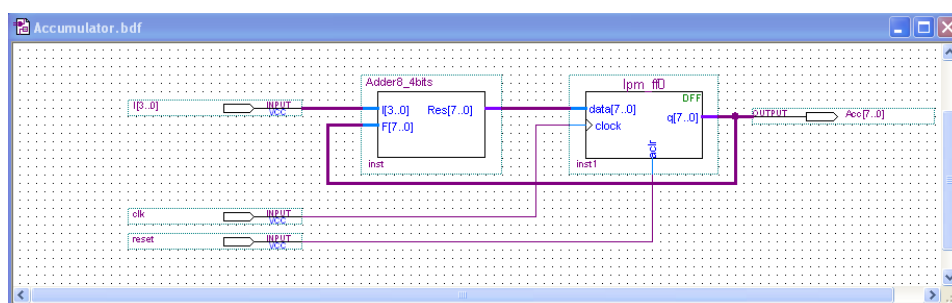 Accumulator.bdf
Adder8_4bits
lpm_ff0
I[3..0] INPUT VCC
I[3..0] Res[7..0]
F[7..0]
inst
DFF
data[7..0] q[7..0]
clock
aclr
inst1
OUTPUT Acc[7..0]
clk INPUT VCC
reset INPUT VCC